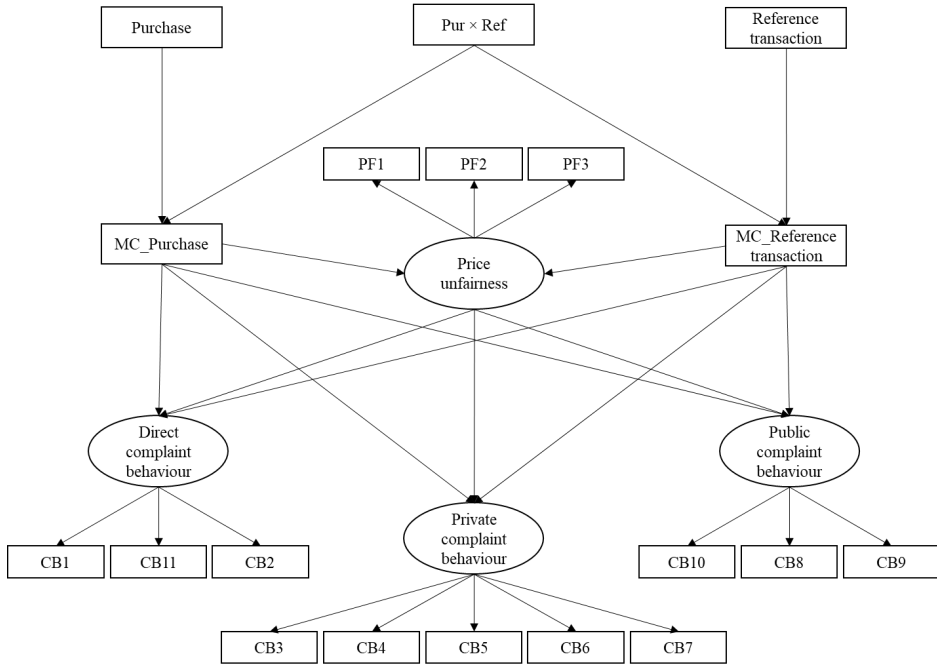 Purchase
Pur × Ref
Reference
transaction
PF1
PF2
PF3
MC_Purchase
Price
unfairness
MC_Reference
transaction
Direct
complaint
behaviour
Public
complaint
behaviour
Private
complaint
behaviour
CB1
CB11
CB2
CB10
CB8
CB9
CB3
CB4
CB5
CB6
CB7